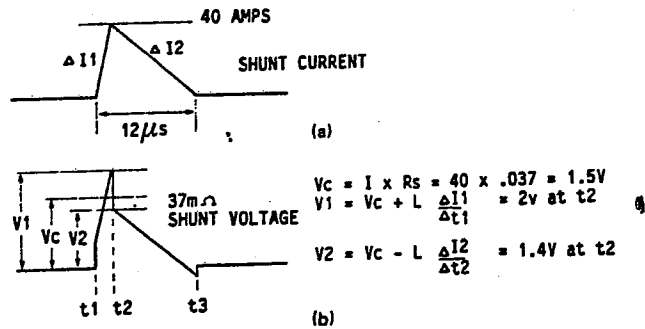 40 AMPS
Δ I1
Δ I2
SHUNT CURRENT
12μs
(a)
37mΩ
SHUNT VOLTAGE
V1
Vc
V2
t1
t2
t3
(b)
Vc = I x Rs = 40 x .037 = 1.5V
V1 = Vc + L ΔI1/Δt1 = 2v at t2
V2 = Vc - L ΔI2/Δt2 = 1.4V at t2